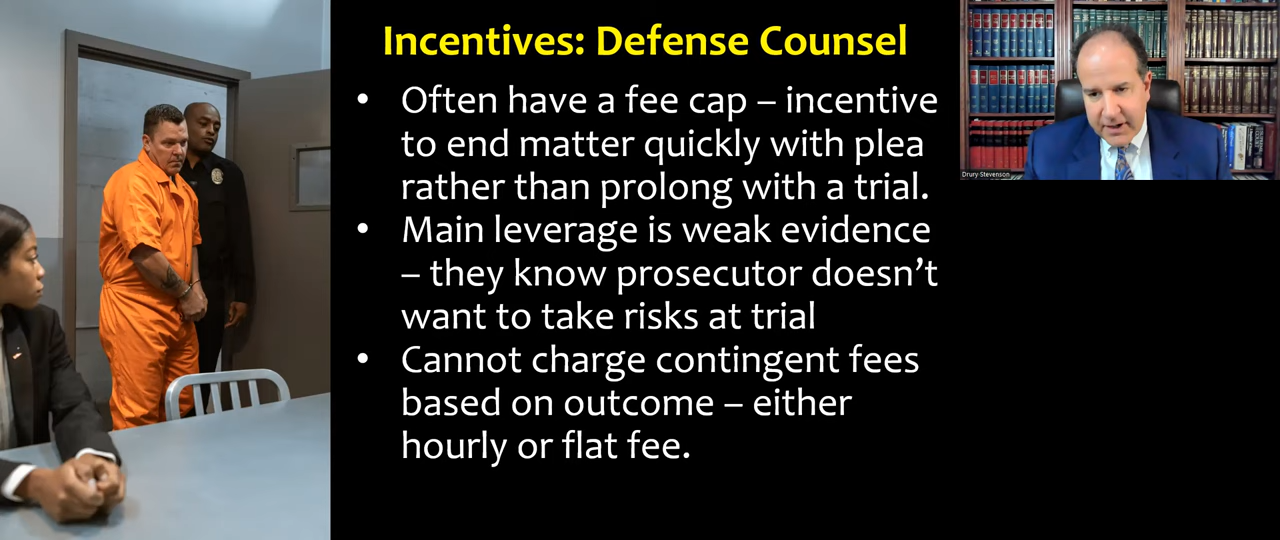 Incentives: Defense Counsel
• Often have a fee cap – incentive
to end matter quickly with plea
rather than prolong with a trial.
• Main leverage is weak evidence
– they know prosecutor doesn’t
want to take risks at trial
• Cannot charge contingent fees
based on outcome – either
hourly or flat fee.
Drury-Stevenson